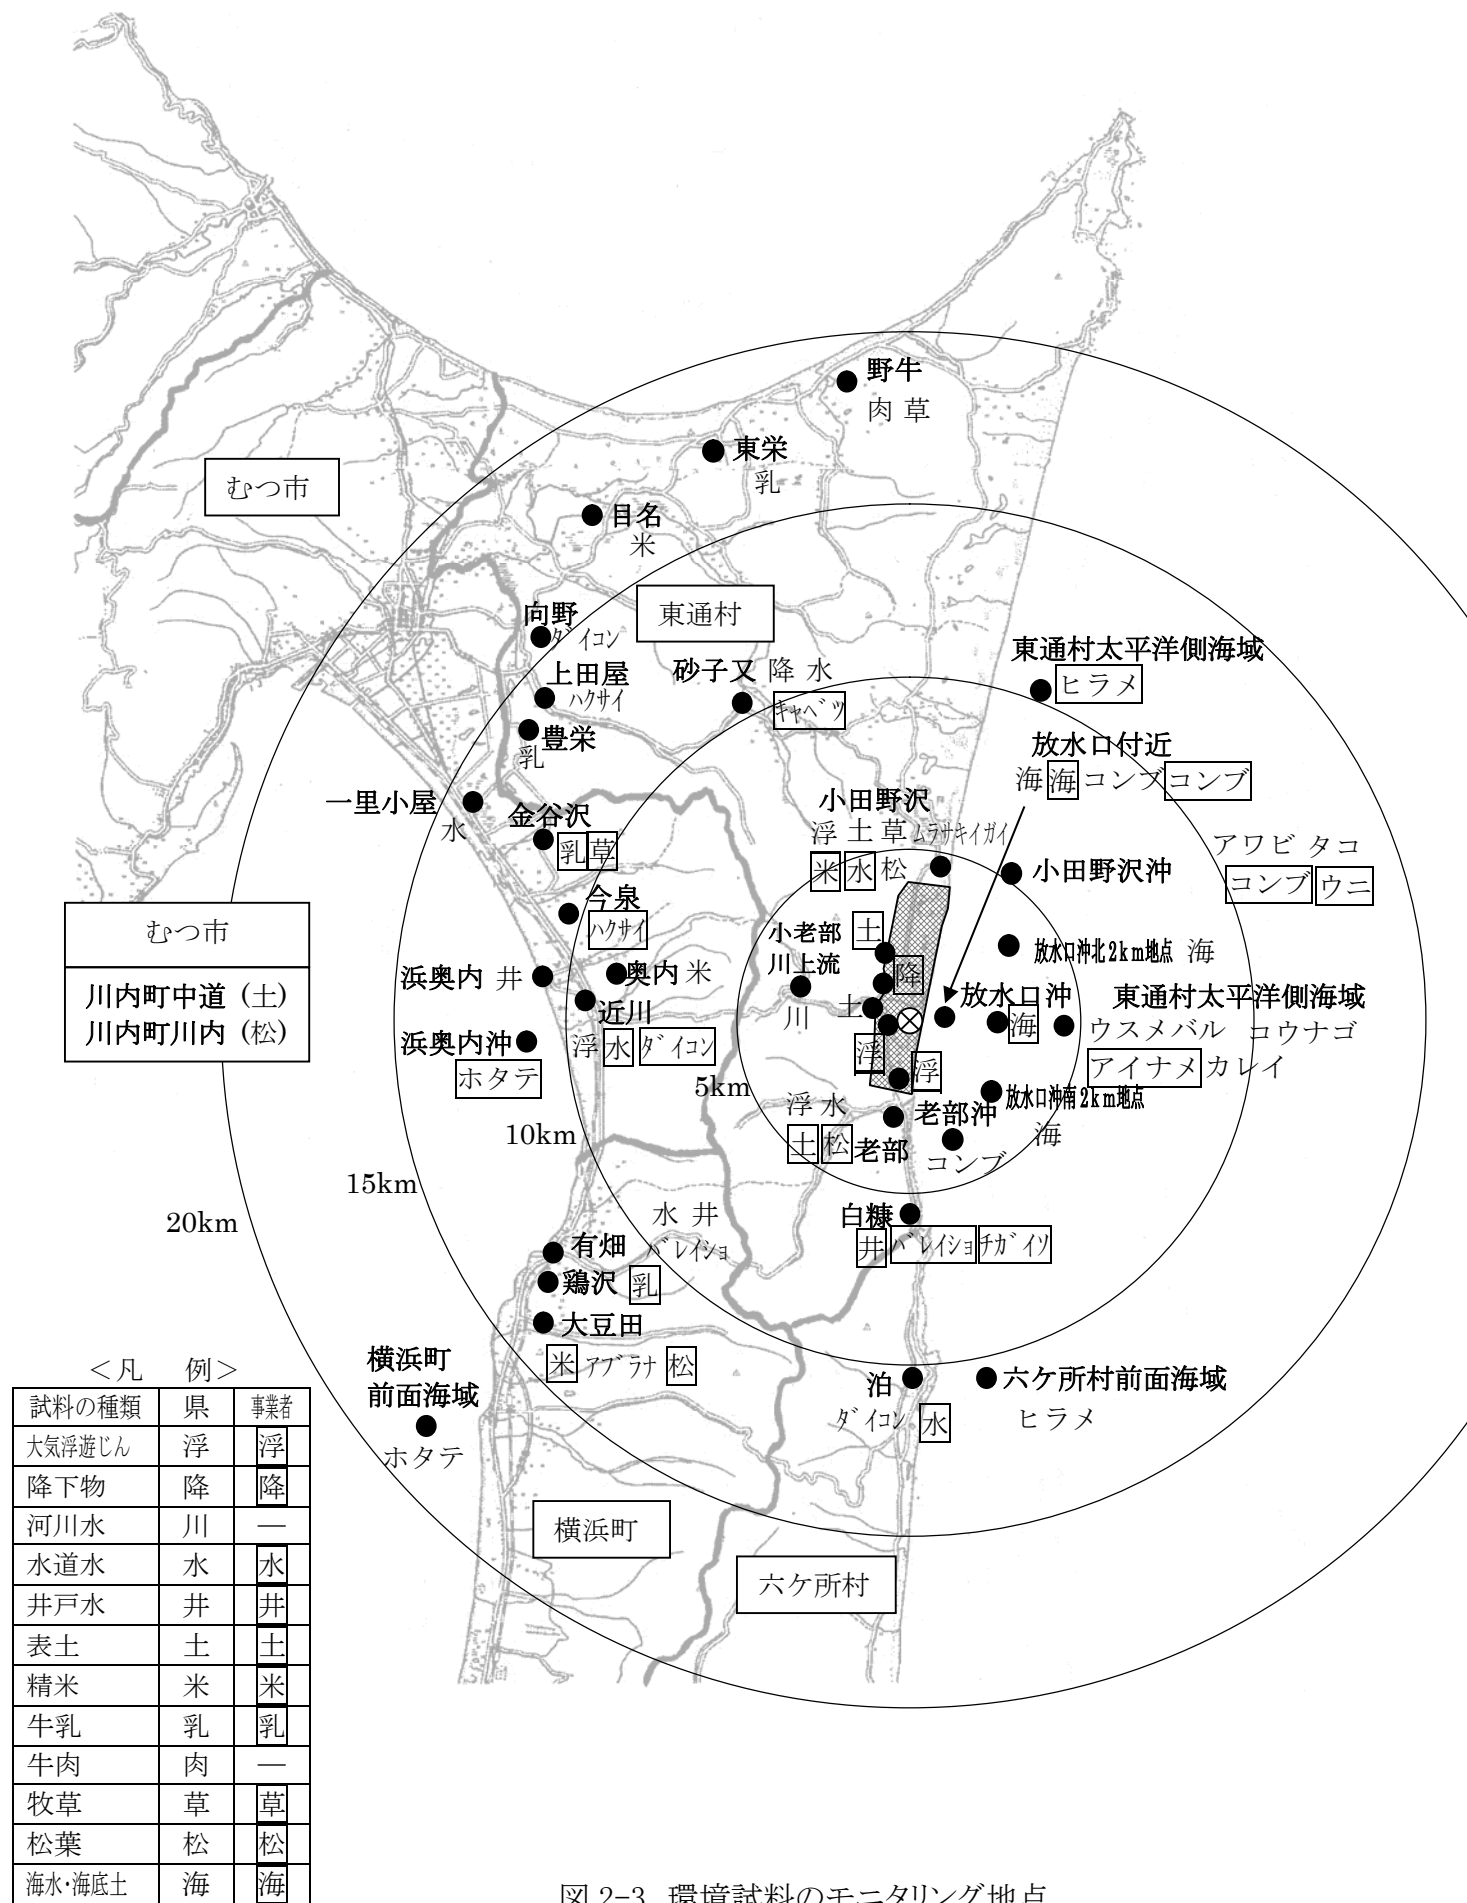 野牛
肉 草
東栄
乳
むつ市
目名
米
東通村
向野
ダイコン
上田屋
ハクサイ
砂子又 降 水
キャベツ
東通村太平洋側海域
ヒラメ
豊栄
乳
放水口付近
海 海 コンブ コンブ
一里小屋
水
金谷沢
乳 草
小田野沢
浮 土 草 ムラサキイガイ
米 水 松
小田野沢沖
アワビ タコ
コンブ ウニ
今泉
ハクサイ
むつ市
川内町中道 (土)
川内町川内 (松)
小老部
川上流
川
土
降
土
浮
浮
放水口沖北2km地点 海
浜奥内 井
奥内 米
近川
浮 水 ダイコン
放水口沖
海
東通村太平洋側海域
ウスメバル コウナゴ
アイナメ カレイ
浜奥内沖
ホタテ
5km
放水口沖南2km地点
海
浮 水
土 松 老部
老部沖
コンブ
10km
15km
20km
白糠
井 バレイショ チガイソ
水 井
有畑 バレイショ
鶏沢 乳
大豆田
米 アブラナ 松
横浜町
前面海域
ホタテ
泊
ダイコン 水
六ケ所村前面海域
ヒラメ
横浜町
六ケ所村
<凡 例>
試料の種類 県 事業者
大気浮遊じん 浮 浮
降下物 降 降
河川水 川 ―
水道水 水 水
井戸水 井 井
表土 土 土
精米 米 米
牛乳 乳 乳
牛肉 肉 ―
牧草 草 草
松葉 松 松
海水・海底土 海 海
図 2-3 環境試料のモニタリング地点